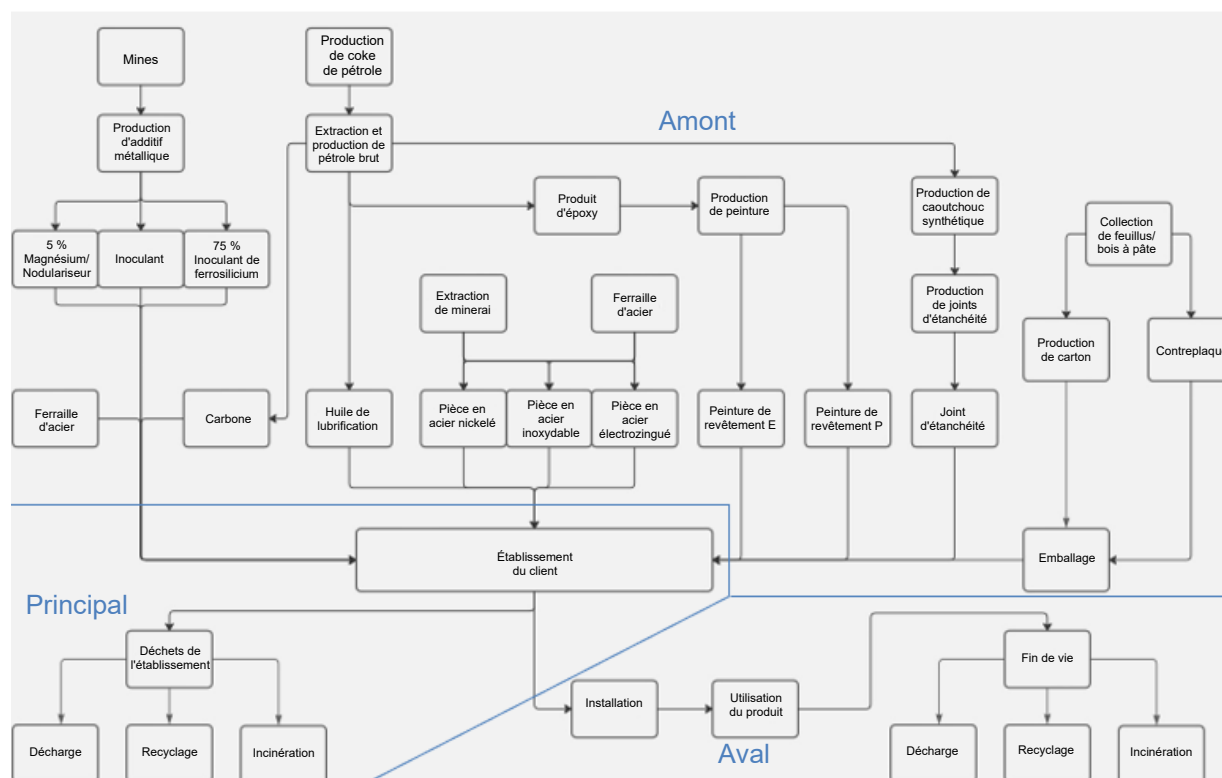 Mines
Production
de coke
de pétrole
Production
d'additif
métallique
Extraction et
production de
pétrole brut
Amont
Produit
d'époxy
Production
de peinture
Production de
caoutchouc
synthétique
Collection
de feuillus/
bois à pâte
5 %
Magnésium/
Nodulariseur
Inoculant
75 %
Inoculant de
ferrosilicium
Extraction
de minerai
Ferraille
d'acier
Production
de joints
d'étanchéité
Production
de carton
Contreplaqu
Ferraille
d'acier
Carbone
Huile de
lubrification
Pièce en
acier nickelé
Pièce en
acier
inoxydable
Pièce en
acier
électrozingué
Peinture de
revêtement E
Peinture de
revêtement P
Joint
d'étanchéité
Établissement
du client
Emballage
Principal
Déchets de
l'établissement
Fin de vie
Installation
Utilisation
du produit
Décharge
Recyclage
Incinération
Aval
Décharge
Recyclage
Incinération